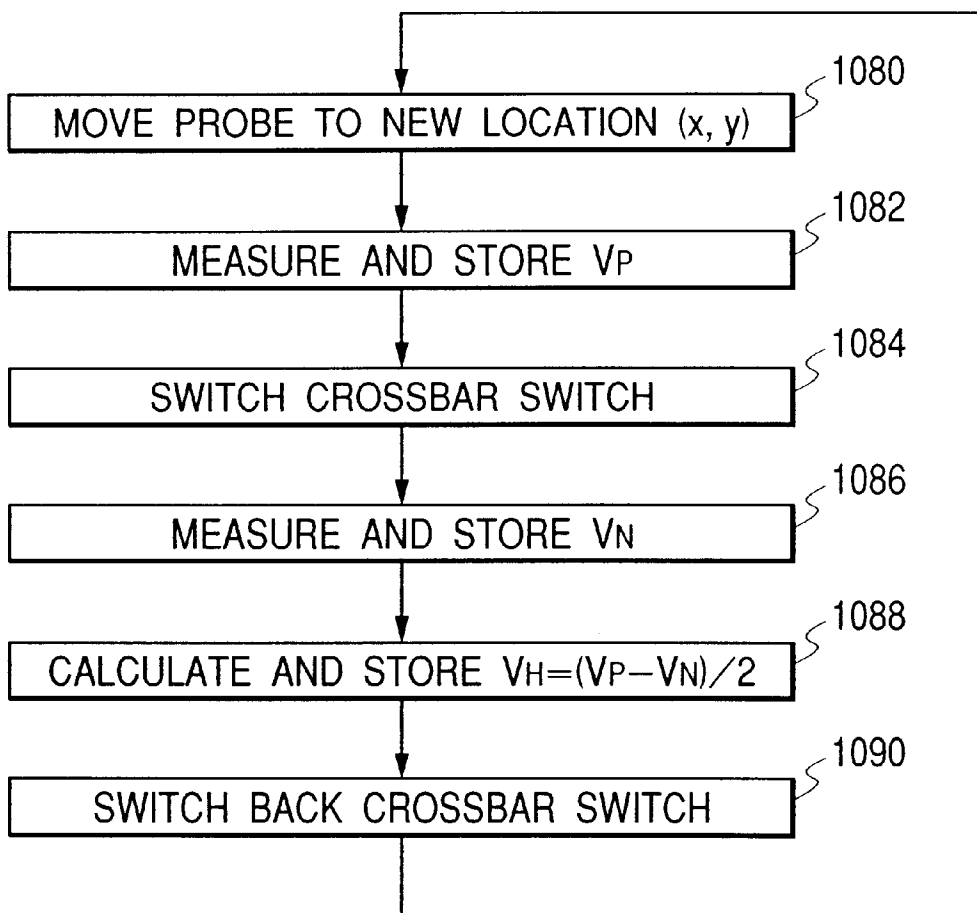 1080
MOVE PROBE TO NEW LOCATION (x, y)
1082
MEASURE AND STORE VP
1084
SWITCH CROSSBAR SWITCH
1086
MEASURE AND STORE VN
1088
CALCULATE AND STORE VH=(VP−VN)/2
1090
SWITCH BACK CROSSBAR SWITCH